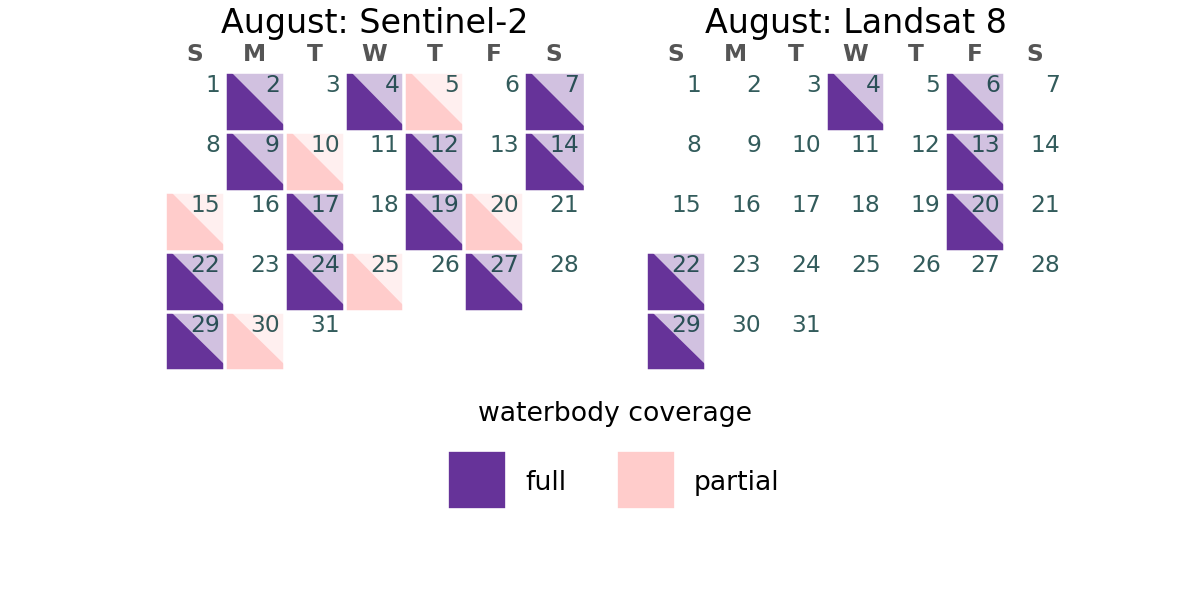 August: Sentinel-2
S M T W T F S
1 2 3 4 5 6 7
8 9 10 11 12 13 14
15 16 17 18 19 20 21
22 23 24 25 26 27 28
29 30 31
August: Landsat 8
S M T W T F S
1 2 3 4 5 6 7
8 9 10 11 12 13 14
15 16 17 18 19 20 21
22 23 24 25 26 27 28
29 30 31
waterbody coverage
full partial